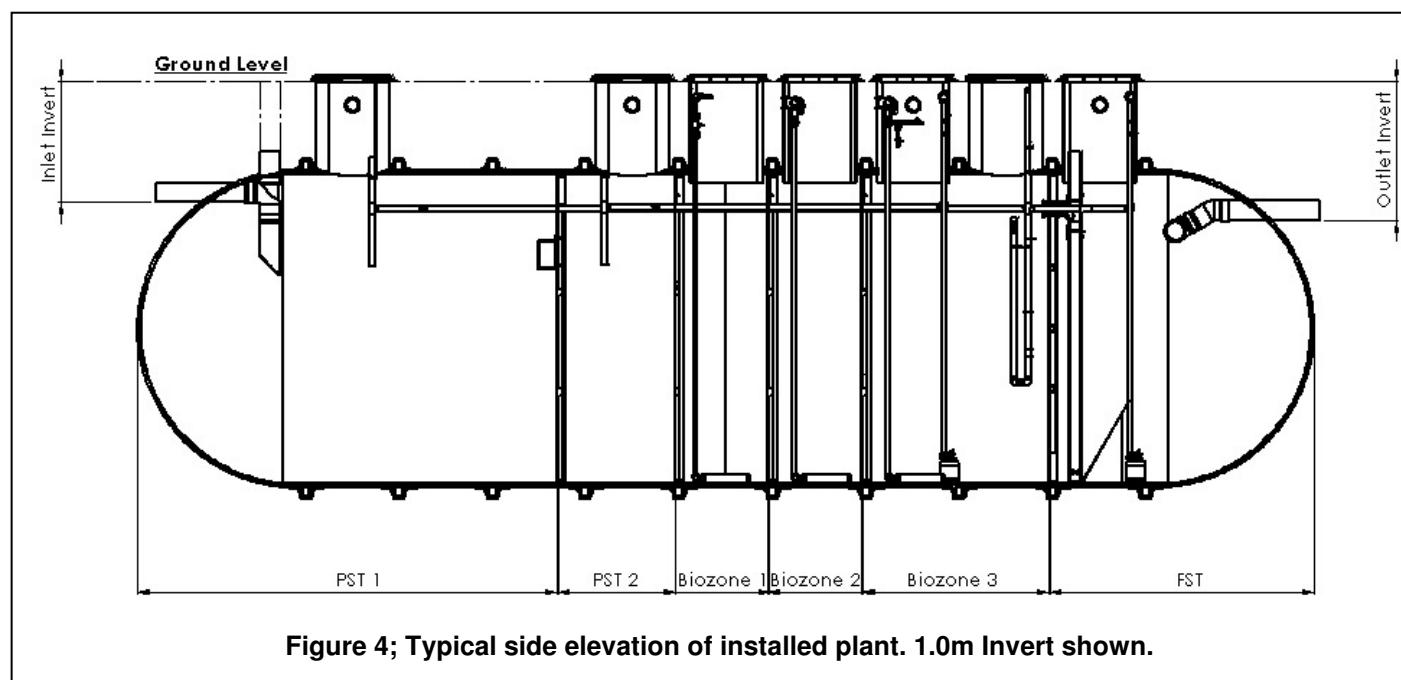 Ground Level
Inlet Invert
Outlet Invert
PST 1
PST 2
Biozone 1
Biozone 2
Biozone 3
FST
Figure 4; Typical side elevation of installed plant. 1.0m Invert shown.